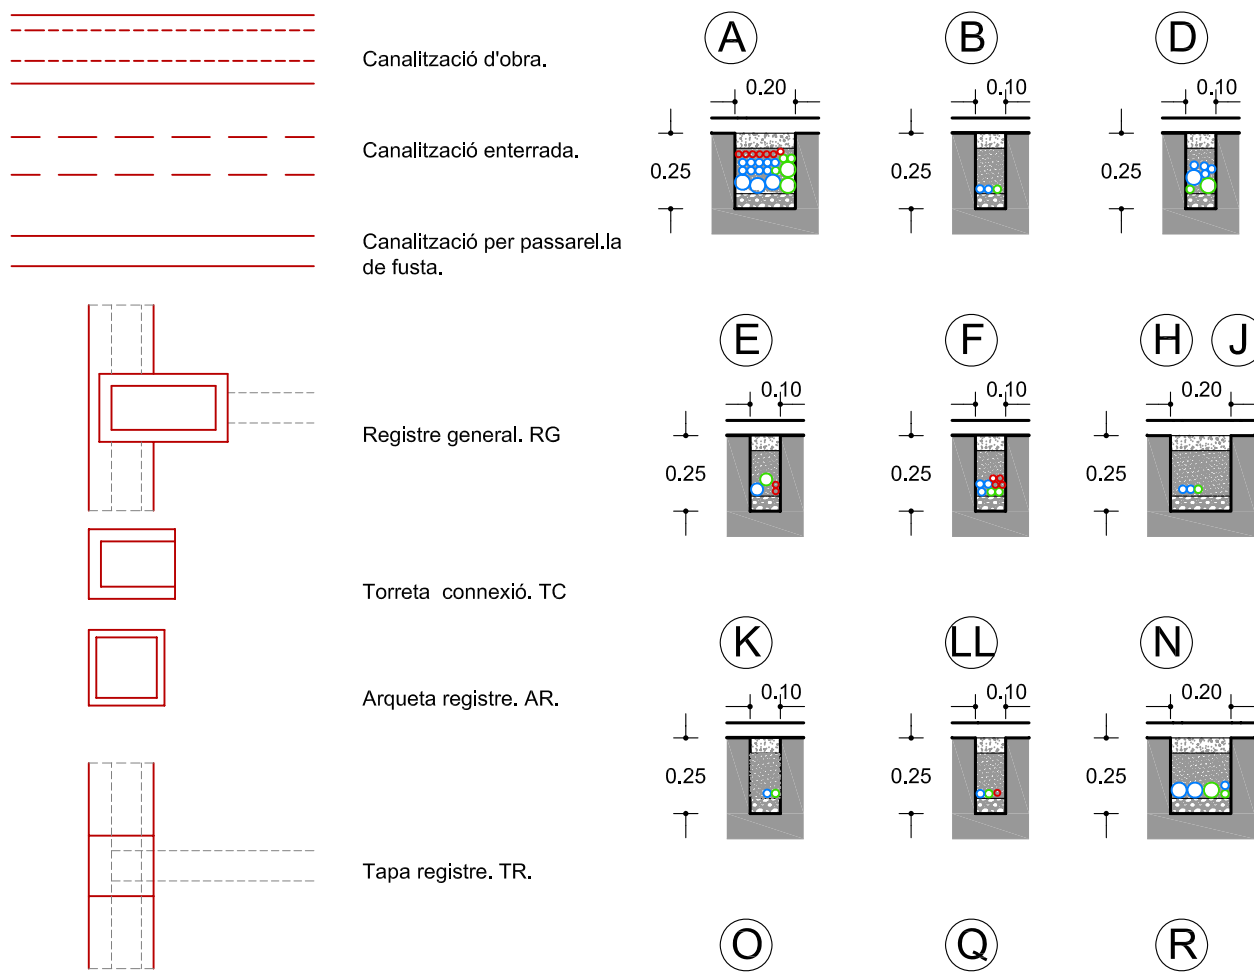 Canalització d'obra.
Canalització enterrada.
Canalització per passarel.la
de fusta.
Registre general. RG
Torreta connexió. TC
Arqueta registre. AR.
Tapa registre. TR.
A
0.20
0.25
B
0.10
0.25
D
0.10
0.25
E
0.10
0.25
F
0.10
0.25
H J
0.20
0.25
K
0.10
0.25
LL
0.10
0.25
N
0.20
0.25
O
Q
R